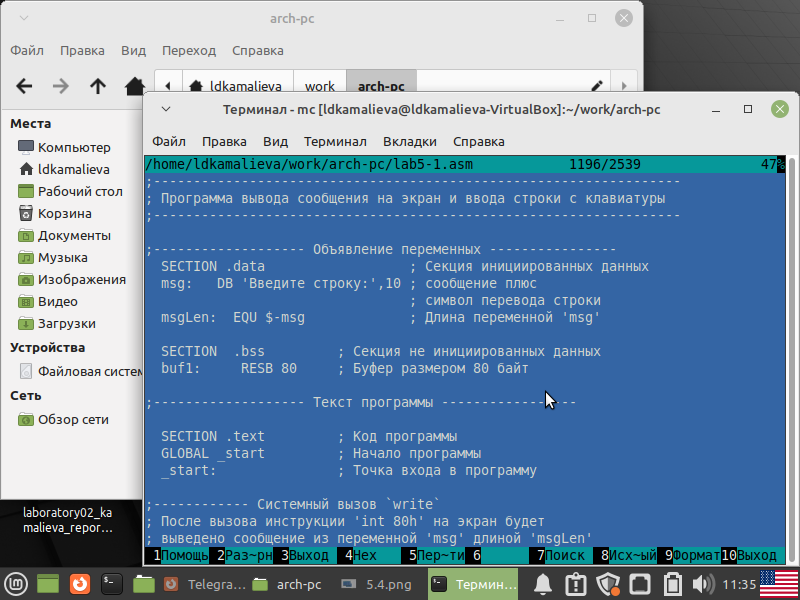 arch-pc
Файл Правка Вид Переход Справка
ldkamalieva work arch-pc
Места
Компьютер
ldkamalieva
Рабочий стол
Корзина
Документы
Музыка
Изображения
Видео
Загрузки
Устройства
Файловая систем
Сеть
Обзор сети
laboratory02_ka
malieva_repor...
Терминал - mc [ldkamalieva@ldkamalieva-VirtualBox]:~/work/arch-pc
Файл Правка Вид Терминал Вкладки Справка
/home/ldkamalieva/work/arch-pc/lab5-1.asm 1196/2539 47%
;------------------------------------------------------------------
; Программа вывода сообщения на экран и ввода строки с клавиатуры
;------------------------------------------------------------------
;------------------- Объявление переменных ----------------
SECTION .data ; Секция инициированных данных
msg: DB 'Введите строку:',10 ; сообщение плюс
; символ перевода строки
msgLen: EQU $-msg ; Длина переменной 'msg'
SECTION .bss ; Секция не инициированных данных
buf1: RESB 80 ; Буфер размером 80 байт
;------------------- Текст программы -----------------
SECTION .text ; Код программы
GLOBAL _start ; Начало программы
_start: ; Точка входа в программу
;------------ Системный вызов `write`
; После вызова инструкции 'int 80h' на экран будет
; выведено сообщение из переменной 'msg' длиной 'msgLen'
1Помощь 2Раз~рн 3Выход 4Hex 5Пер~ти 6 7Поиск 8Исх~ый 9Формат 10Выход
Telegra... arch-pc 5.4.png Термин... 11:35